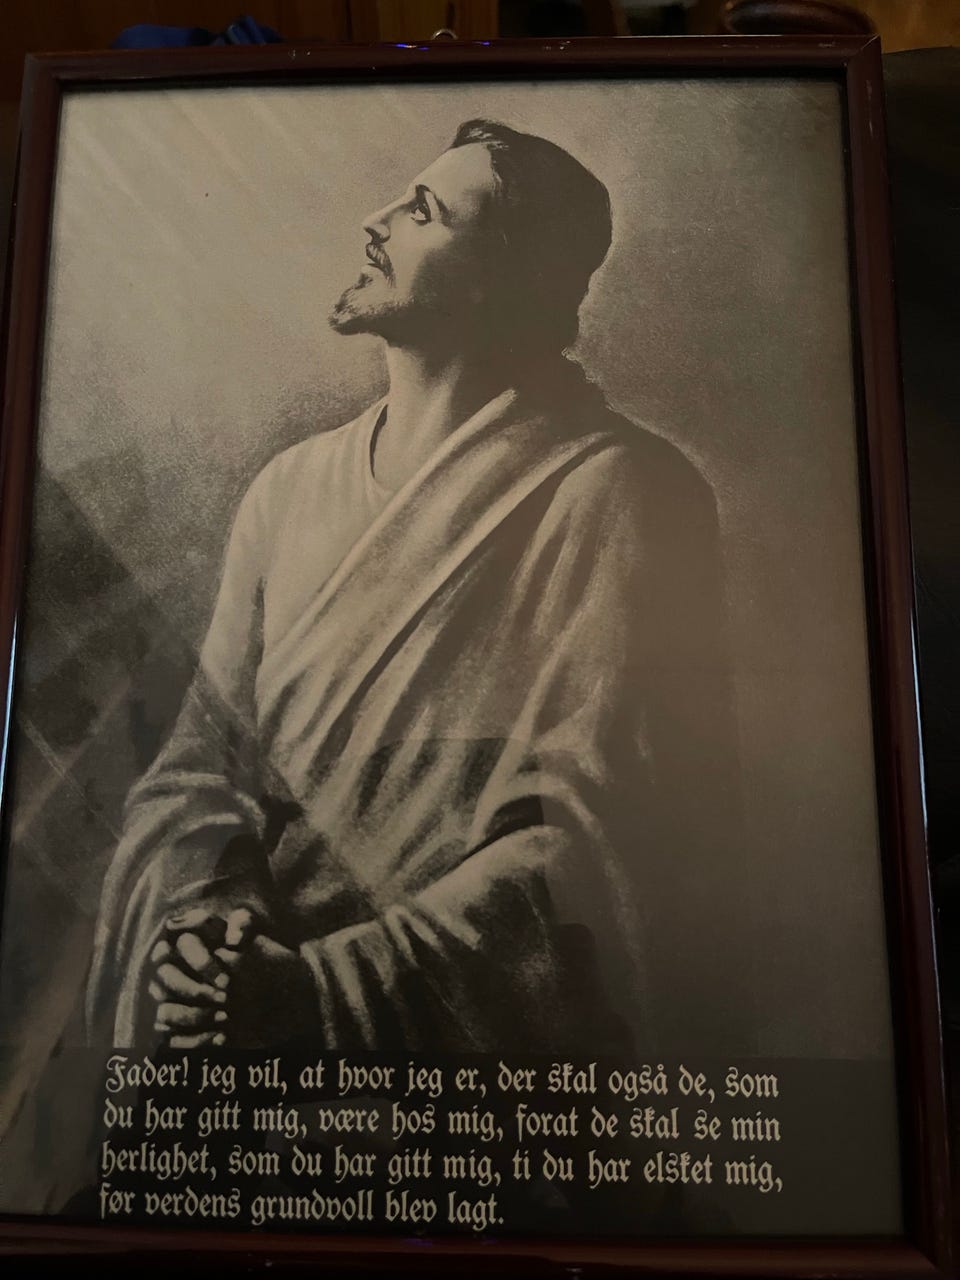 Fader! jeg vil, at hvor jeg er, der skal også de, som
du har gitt mig, være hos mig, forat de skal se min
herlighet, som du har gitt mig, ti du har elsket mig,
før verdens grundvoll blev lagt.